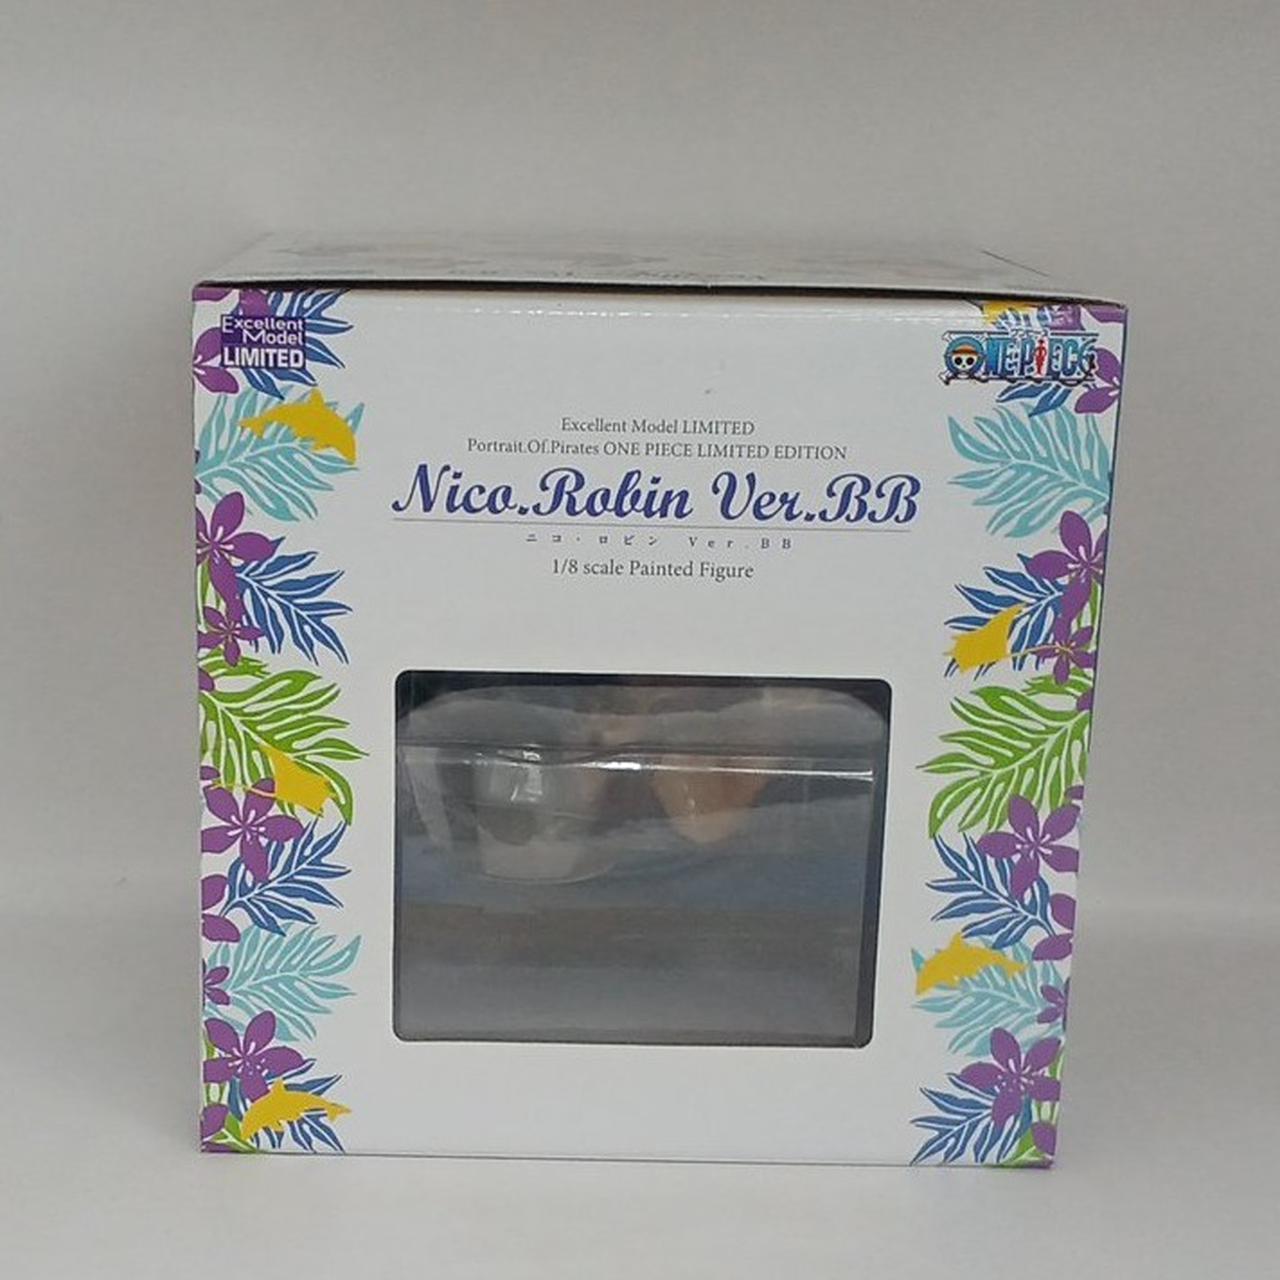 Excellent
Model
LIMITED
ONE PIECE
Excellent Model LIMITED
Portrait.Of.Pirates ONE PIECE LIMITED EDITION
Nico.Robin Ver.BB
ニコ・ロビン Ver.BB
1/8 scale Painted Figure